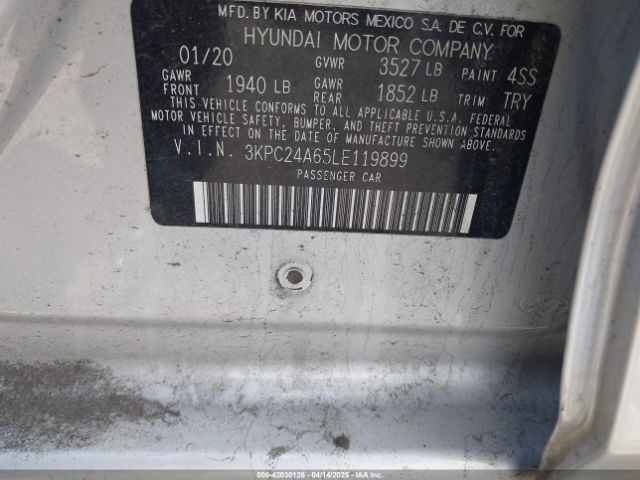 MFD. BY KIA MOTORS MEXICO S.A. DE C.V. FOR
HYUNDAI MOTOR COMPANY
01/20 GVWR 3527 LB PAINT 4SS
GAWR FRONT 1940 LB GAWR REAR 1852 LB TRIM TRY
THIS VEHICLE CONFORMS TO ALL APPLICABLE U.S.A. FEDERAL
MOTOR VEHICLE SAFETY, BUMPER, AND THEFT PREVENTION STANDARDS
IN EFFECT ON THE DATE OF MANUFACTURE SHOWN ABOVE.
V.I.N. 3KPC24A65LE119899
PASSENGER CAR
000-42030126 - 04/14/2025 - IAAI.COM